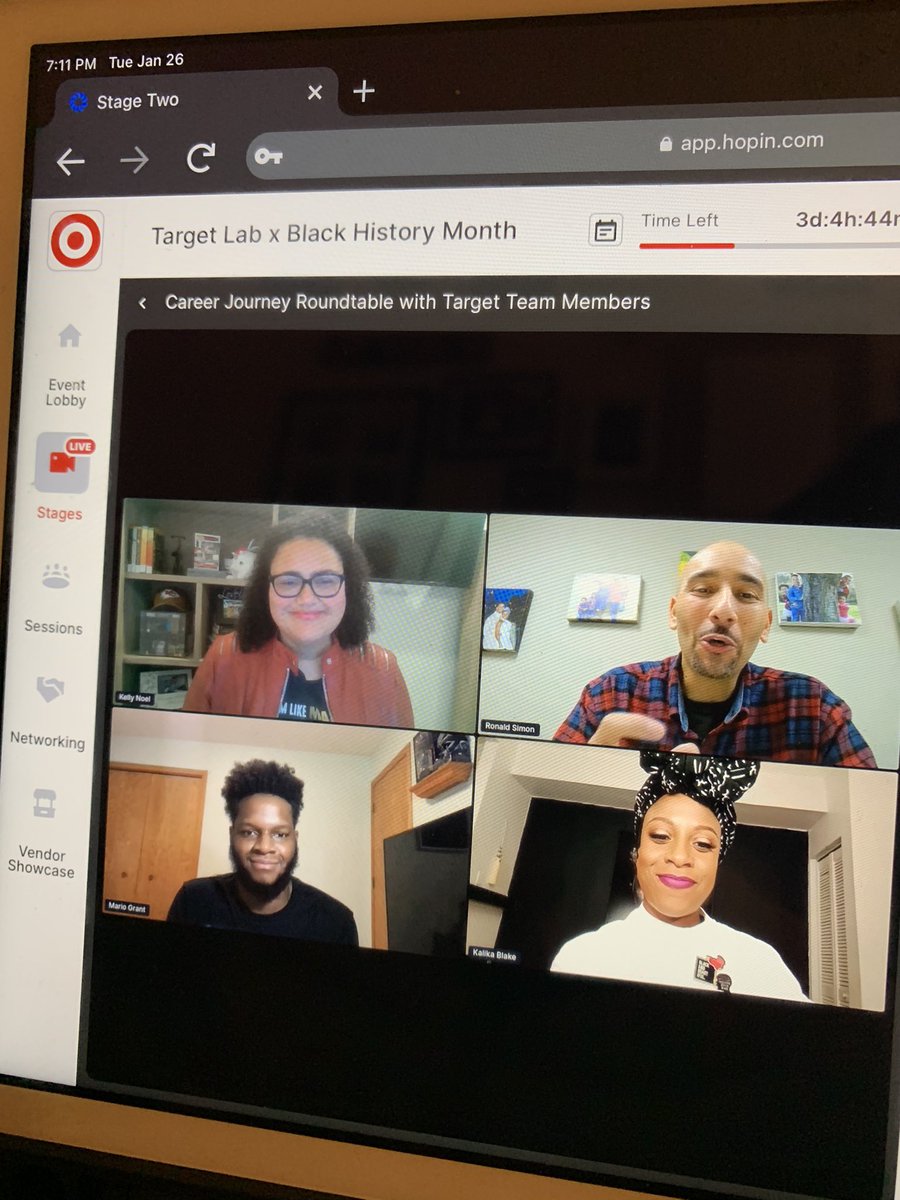 7:11 PM Tue Jan 26
Stage Two
app.hopin.com
Target Lab x Black History Month
Time Left
3d:4h:44m
Career Journey Roundtable with Target Team Members
Event
Lobby
LIVE
Stages
Sessions
Networking
Vendor
Showcase
Kelly Noel
M LIKE
Ronald Simon
Mario Grant
Kalika Blake